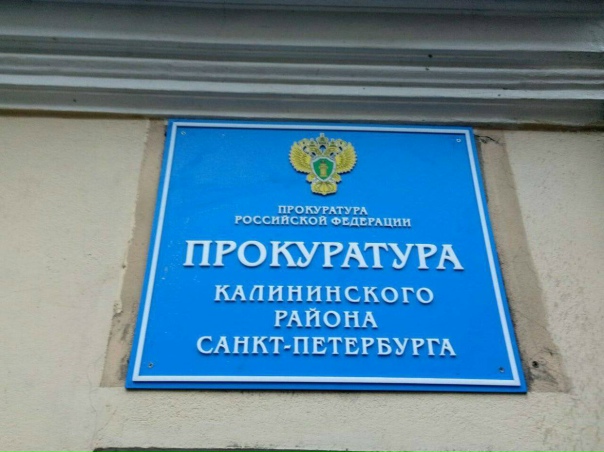 ПРОКУРАТУРА
РОССИЙСКОЙ ФЕДЕРАЦИИ
ПРОКУРАТУРА
КАЛИНИНСКОГО
РАЙОНА
САНКТ-ПЕТЕРБУРГА